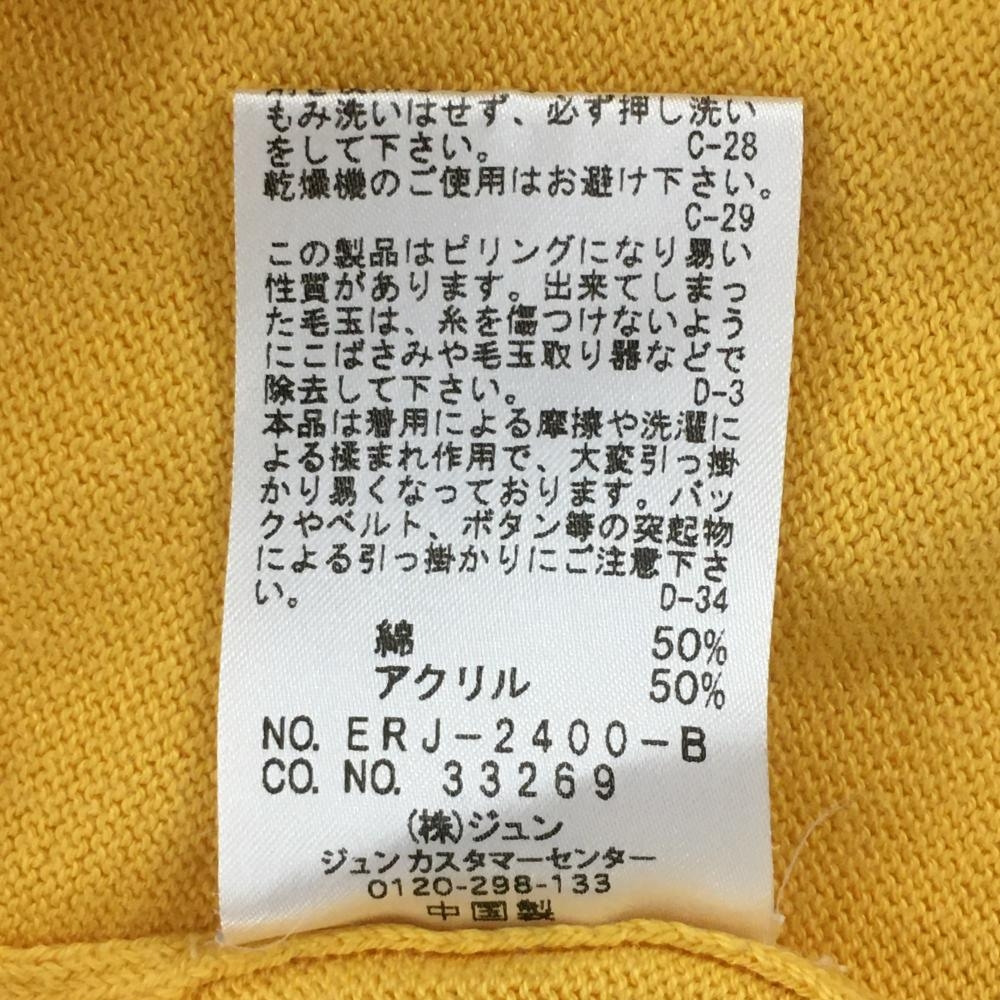 もみ洗いはせず、必ず押し洗い
をして下さい。 C-28
乾燥機のご使用はお避け下さい。
C-29
この製品はピリングになり易い
性質があります。出来てしまっ
た毛玉は、糸を傷つけないよう
にこばさみや毛玉取り器などで
除去して下さい。 D-3
本品は着用による摩擦や洗濯に
よる揉まれ作用で、大変引っ掛
かり易くなっております。バッ
クやベルト、ボタン等の突起物
による引っ掛かりにご注意下さ
い。 D-34
綿 50%
アクリル 50%
NO. ERJ-2400-B
CO. NO. 33269
(株)ジュン
ジュンカスタマーセンター
0120-298-133
中国製